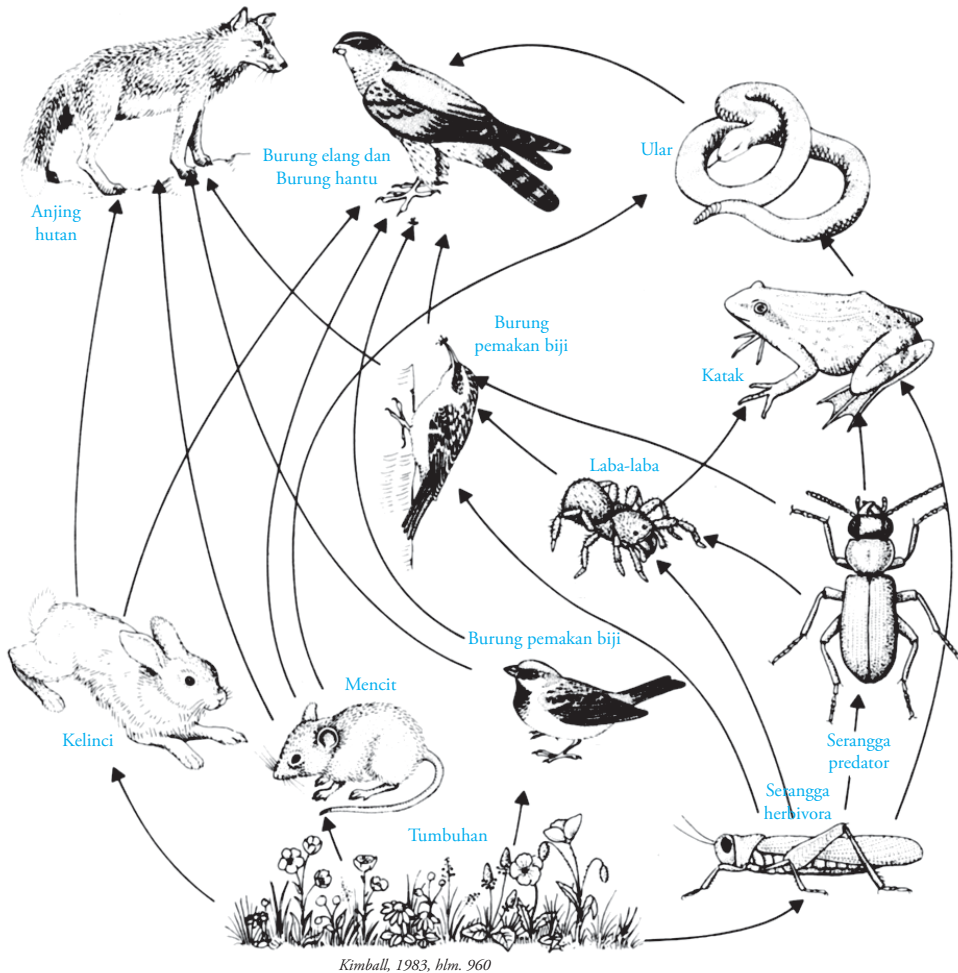 Burung elang dan
Burung hantu
Ular
Anjing
hutan
Burung
pemakan biji
Katak
Laba-laba
Burung pemakan biji
Mencit
Kelinci
Serangga
predator
Serangga
herbivora
Tumbuhan
Kimball, 1983, hlm. 960